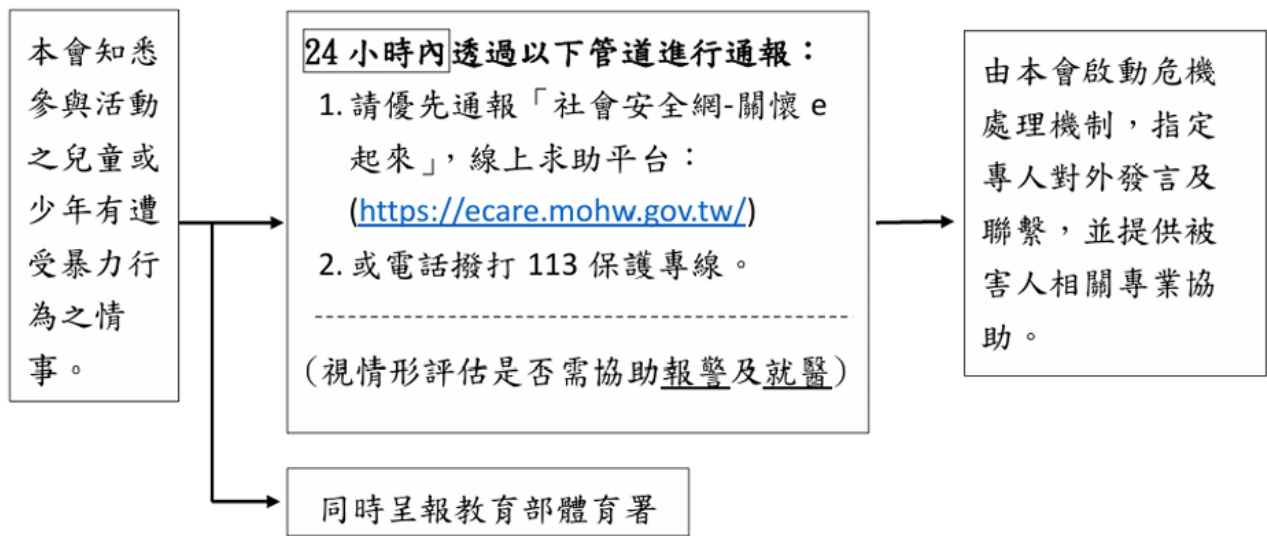 本會知悉
參與活動
之兒童或
少年有遭
受暴力行
為之情
事。
24 小時內透過以下管道進行通報：
1. 請優先通報「社會安全網-關懷 e
起來」，線上求助平台：
(https://ecare.mohw.gov.tw/)
2. 或電話撥打 113 保護專線。
（視情形評估是否需協助報警及就醫）
由本會啟動危機
處理機制，指定
專人對外發言及
聯繫，並提供被
害人相關專業協
助。
同時呈報教育部體育署